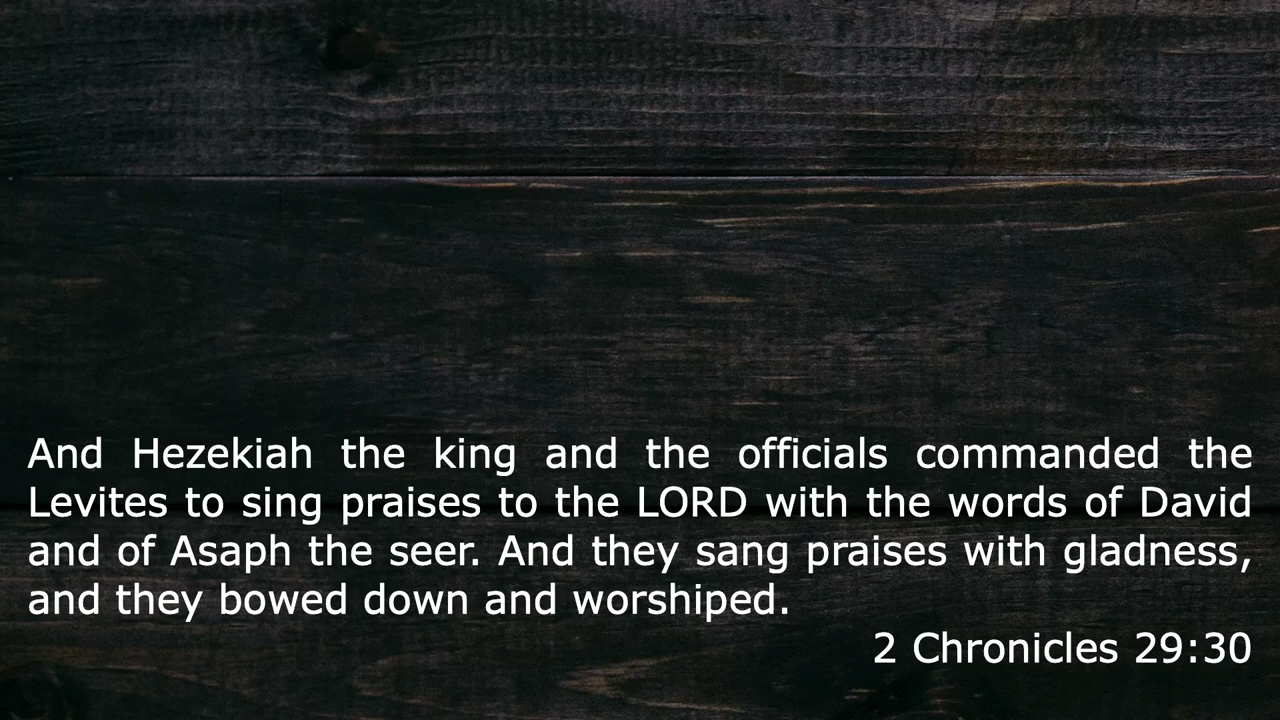 And Hezekiah the king and the officials commanded the
Levites to sing praises to the LORD with the words of David
and of Asaph the seer. And they sang praises with gladness,
and they bowed down and worshiped.
2 Chronicles 29:30